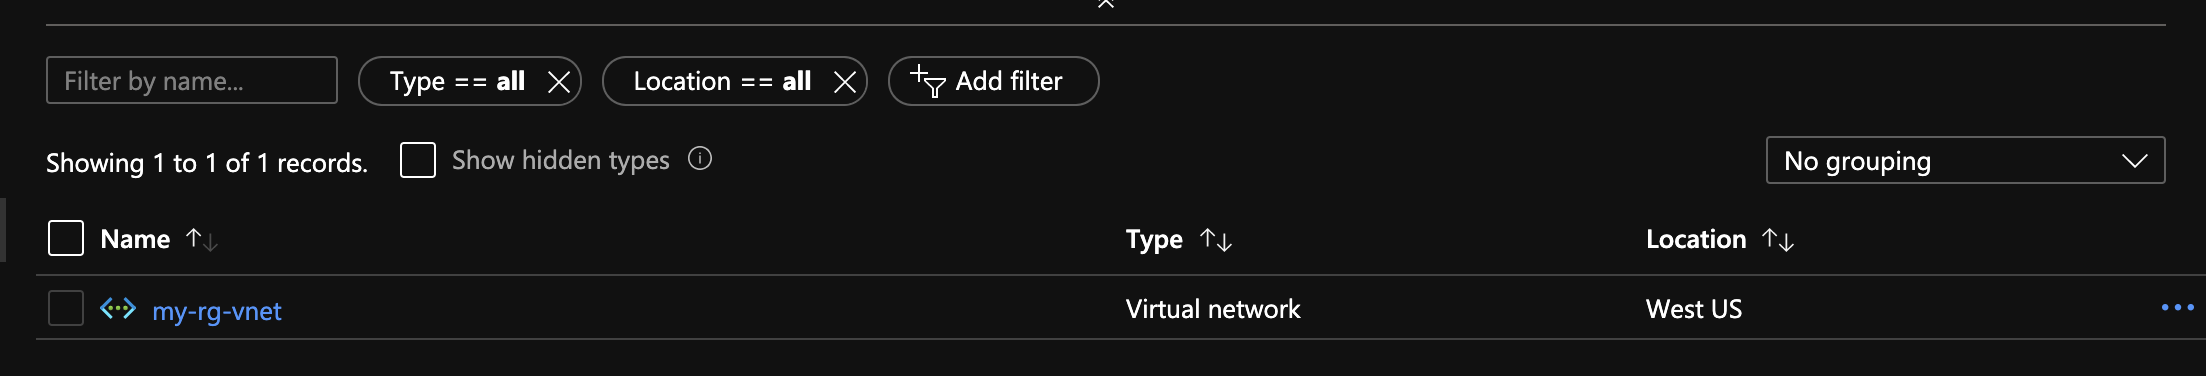 Filter by name...
Type == all
Location == all
Add filter
Showing 1 to 1 of 1 records.
Show hidden types
No grouping
Name Type Location
my-rg-vnet Virtual network West US